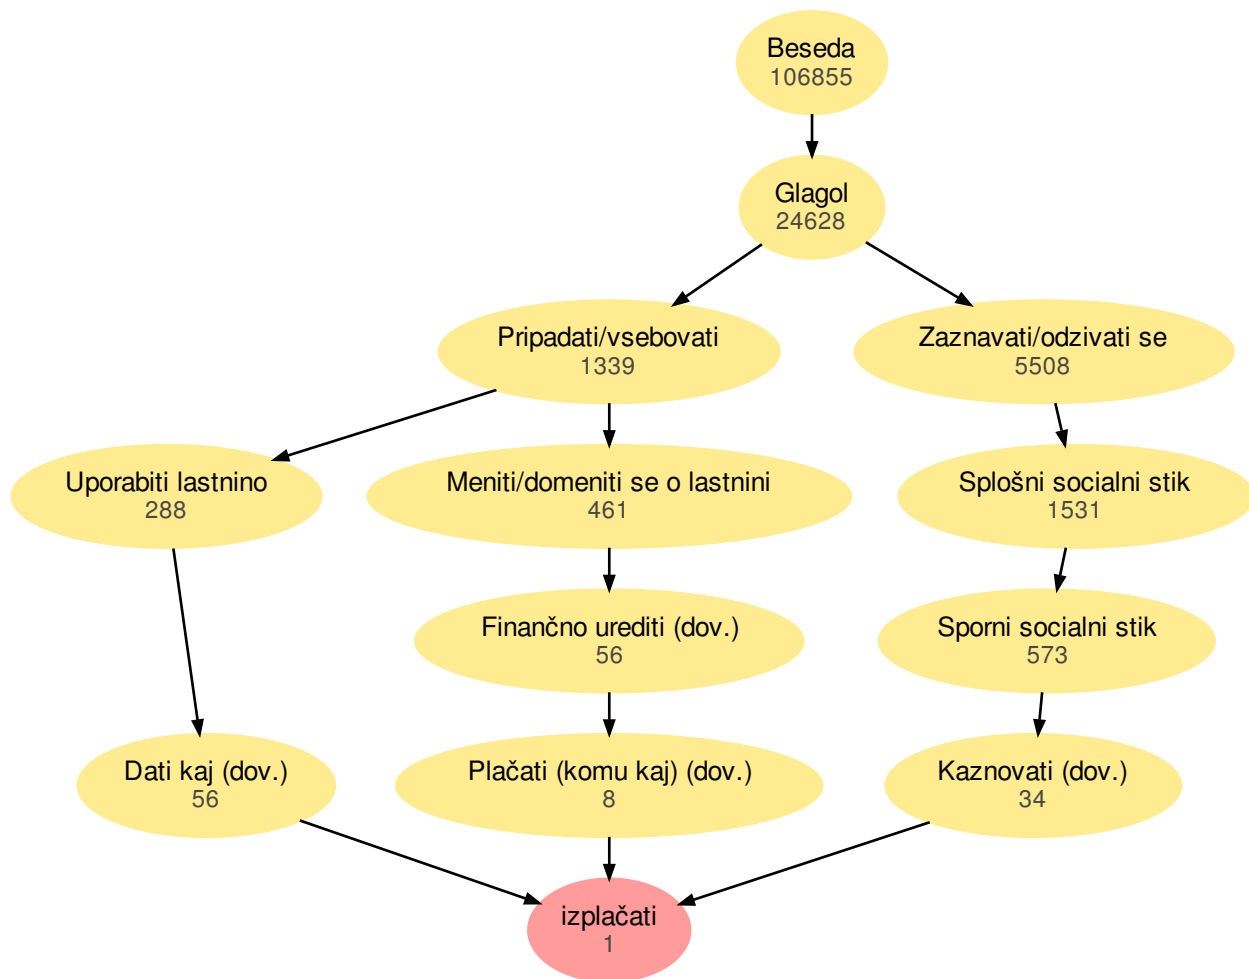 Beseda
106855
Glagol
24628
Pripadati/vsebovati
1339
Zaznavati/odzivati se
5508
Uporabiti lastnino
288
Meniti/domeniti se o lastnini
461
Splošni socialni stik
1531
Finančno urediti (dov.)
56
Sporni socialni stik
573
Dati kaj (dov.)
56
Plačati (komu kaj) (dov.)
8
Kaznovati (dov.)
34
izplačati
1